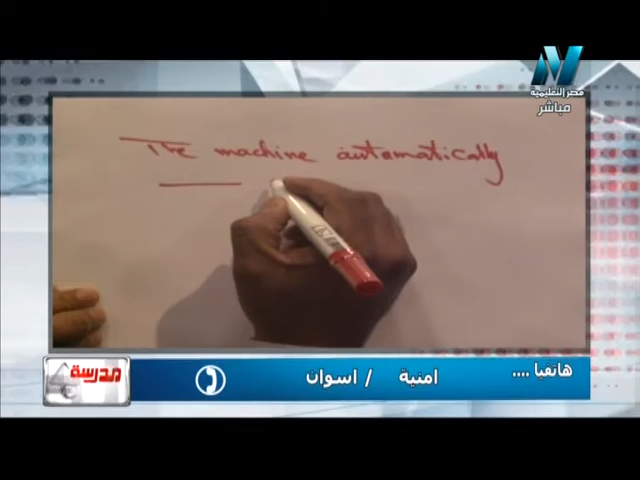 مصر التعليمية
مباشر
The machine automatically
هاتفيا ....
امنية / اسوان
مدرسة